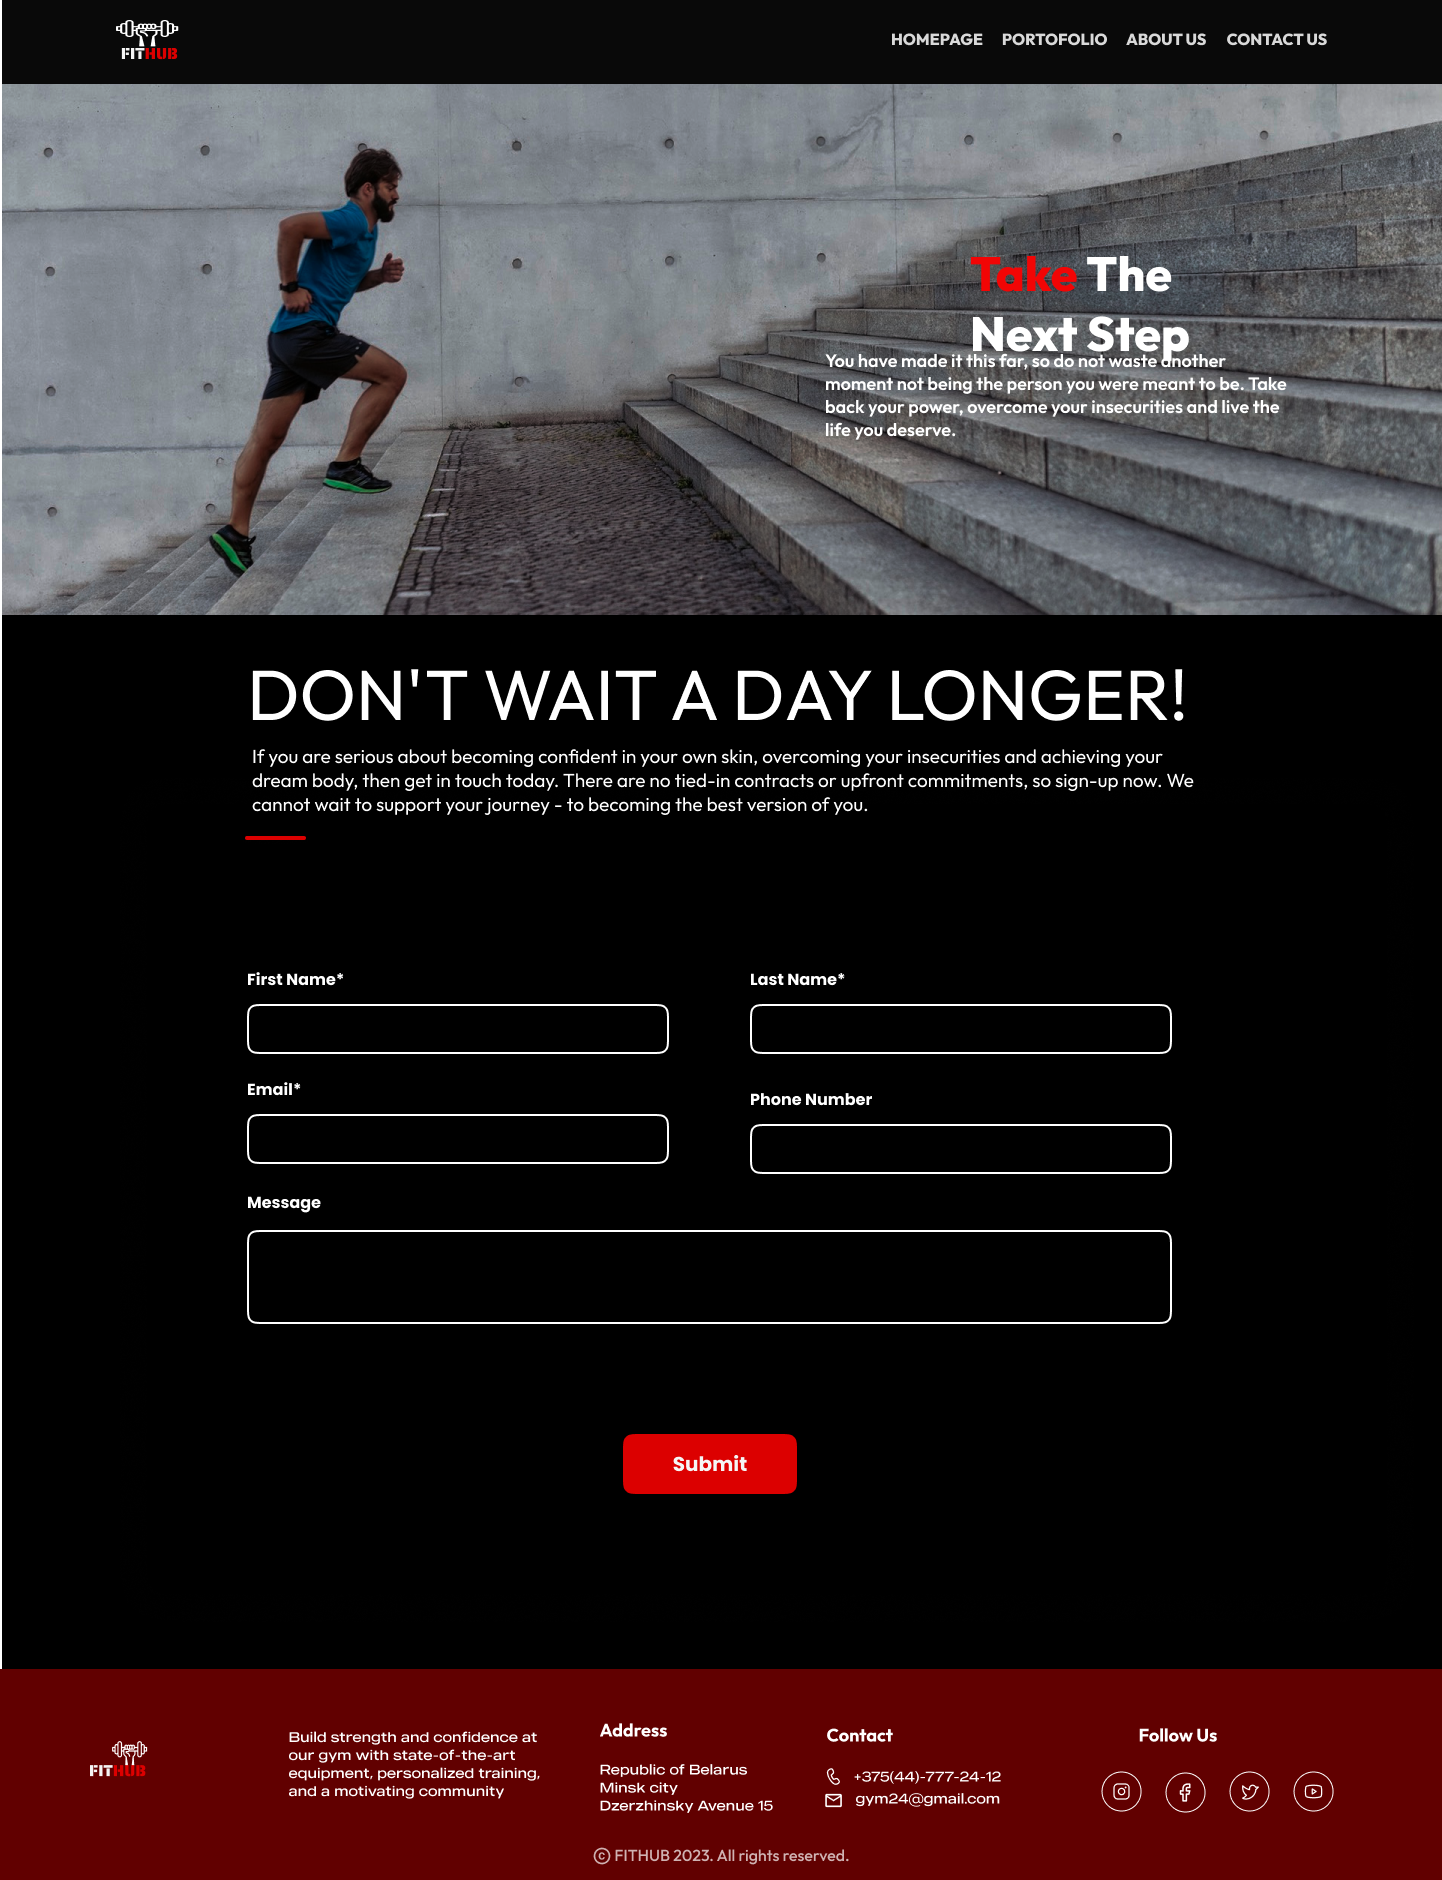 FITHUB
HOMEPAGE PORTOFOLIO ABOUT US CONTACT US
Take The
Next Step
You have made it this far, so do not waste another
moment not being the person you were meant to be. Take
back your power, overcome your insecurities and live the
life you deserve.
DON'T WAIT A DAY LONGER!
If you are serious about becoming confident in your own skin, overcoming your insecurities and achieving your
dream body, then get in touch today. There are no tied-in contracts or upfront commitments, so sign-up now. We
cannot wait to support your journey - to becoming the best version of you.
First Name*
Last Name*
Email*
Phone Number
Message
Submit
FITHUB
Build strength and confidence at
our gym with state-of-the-art
equipment, personalized training,
and a motivating community
Address
Republic of Belarus
Minsk city
Dzerzhinsky Avenue 15
Contact
+375(44)-777-24-12
gym24@gmail.com
Follow Us
© FITHUB 2023. All rights reserved.